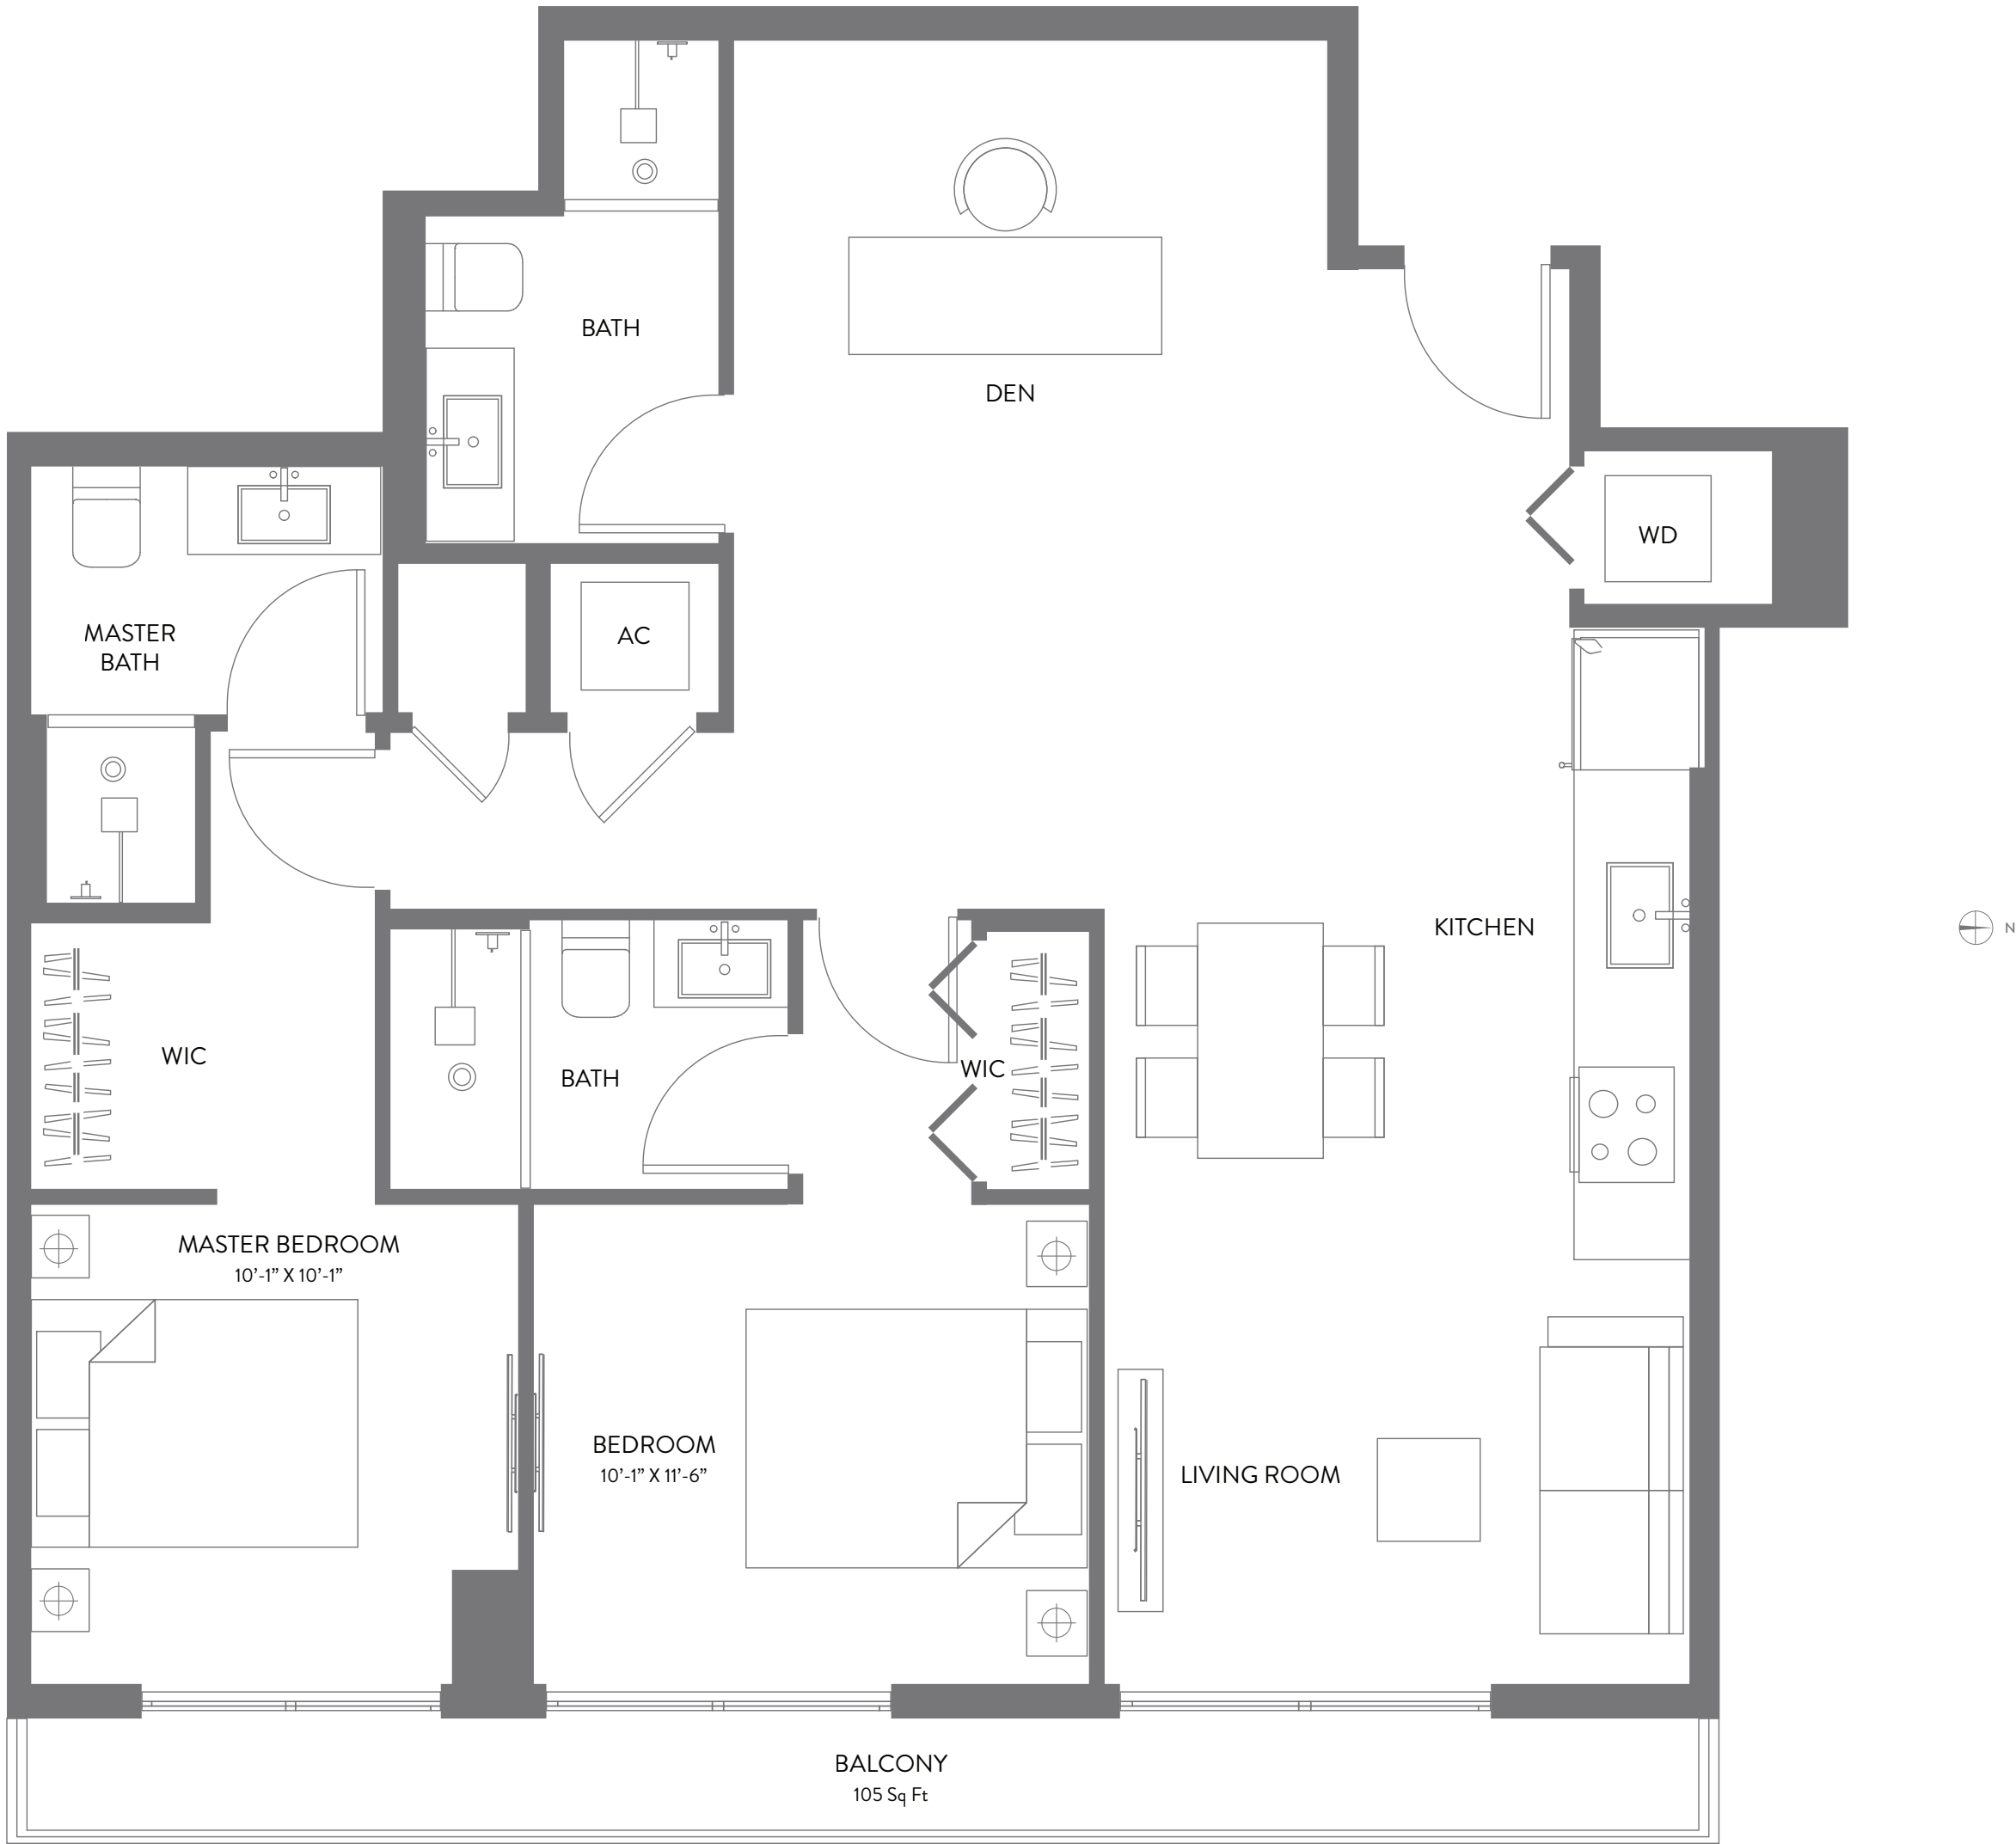 BATH
DEN
WD
MASTER
BATH
AC
KITCHEN
N
WIC
WIC
BATH
MASTER BEDROOM
10’-1” X 10’-1”
BEDROOM
10’-1” X 11’-6”
LIVING ROOM
BALCONY
105 Sq Ft